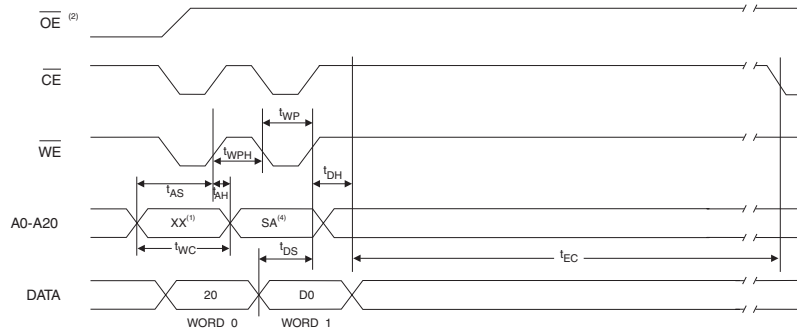 OE (2)
CE
tWP
WE
tWPH
tDH
tAS
tAH
A0-A20 XX(1) SA(4)
tWC
tDS
tEC
DATA 20 D0
WORD 0 WORD 1